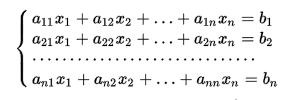 a₁₁x₁ + a₁₂x₂ + … + a₁ₙxₙ = b₁
a₂₁x₁ + a₂₂x₂ + … + a₂ₙxₙ = b₂
..............................
aₙ₁x₁ + aₙ₂x₂ + … + aₙₙxₙ = bₙ